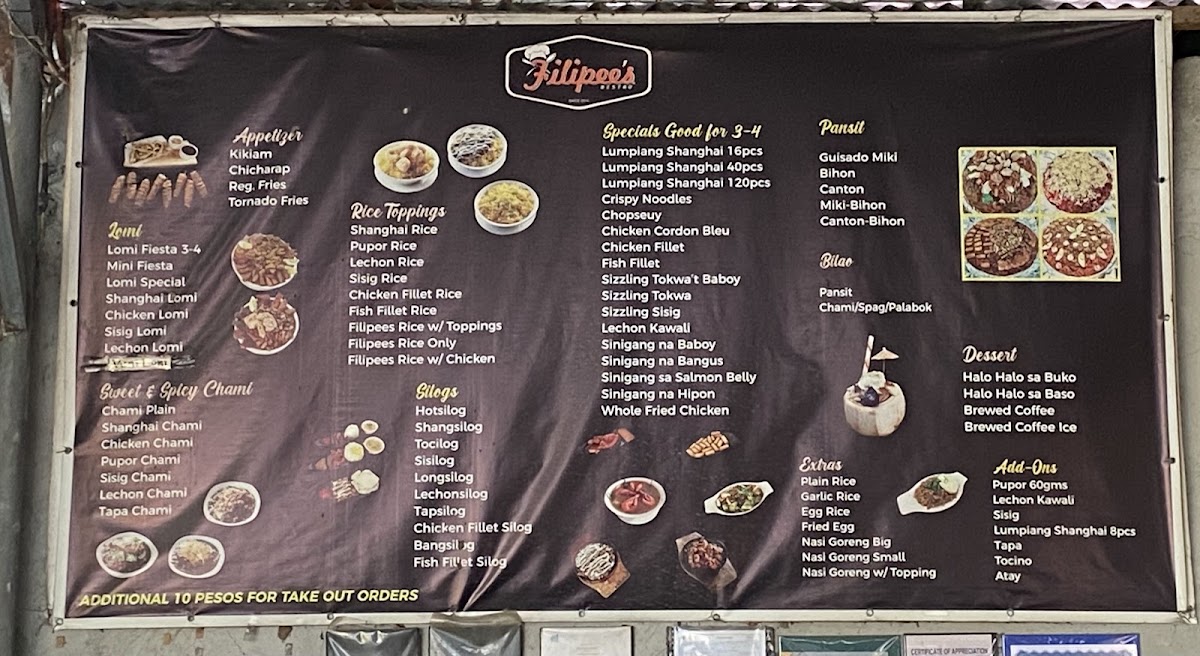 Filipee's
BISTRO
Appetizer
Kikiam
Chicharap
Reg. Fries
Tornado Fries
Lomi
Lomi Fiesta 3-4
Mini Fiesta
Lomi Special
Shanghai Lomi
Chicken Lomi
Sisig Lomi
Lechon Lomi
Sweet & Spicy Chami
Chami Plain
Shanghai Chami
Chicken Chami
Pupor Chami
Sisig Chami
Lechon Chami
Tapa Chami
ADDITIONAL 10 PESOS FOR TAKE OUT ORDERS
Rice Toppings
Shanghai Rice
Pupor Rice
Lechon Rice
Sisig Rice
Chicken Fillet Rice
Fish Fillet Rice
Filipees Rice w/ Toppings
Filipees Rice Only
Filipees Rice w/ Chicken
Silogs
Hotsilog
Shangsilog
Tocilog
Sisilog
Longsilog
Lechonsilog
Tapsilog
Chicken Fillet Silog
Bangsilog
Fish Fillet Silog
Specials Good for 3-4
Lumpiang Shanghai 16pcs
Lumpiang Shanghai 40pcs
Lumpiang Shanghai 120pcs
Crispy Noodles
Chopseuy
Chicken Cordon Bleu
Chicken Fillet
Fish Fillet
Sizzling Tokwa't Baboy
Sizzling Tokwa
Sizzling Sisig
Lechon Kawali
Sinigang na Baboy
Sinigang na Bangus
Sinigang sa Salmon Belly
Sinigang na Hipon
Whole Fried Chicken
Pansit
Guisado Miki
Bihon
Canton
Miki-Bihon
Canton-Bihon
Bilao
Pansit
Chami/Spag/Palabok
Dessert
Halo Halo sa Buko
Halo Halo sa Baso
Brewed Coffee
Brewed Coffee Ice
Extras
Plain Rice
Garlic Rice
Egg Rice
Fried Egg
Nasi Goreng Big
Nasi Goreng Small
Nasi Goreng w/ Topping
Add-Ons
Pupor 60gms
Lechon Kawali
Sisig
Lumpiang Shanghai 8pcs
Tapa
Tocino
Atay
CERTIFICATE OF APPRECIATION